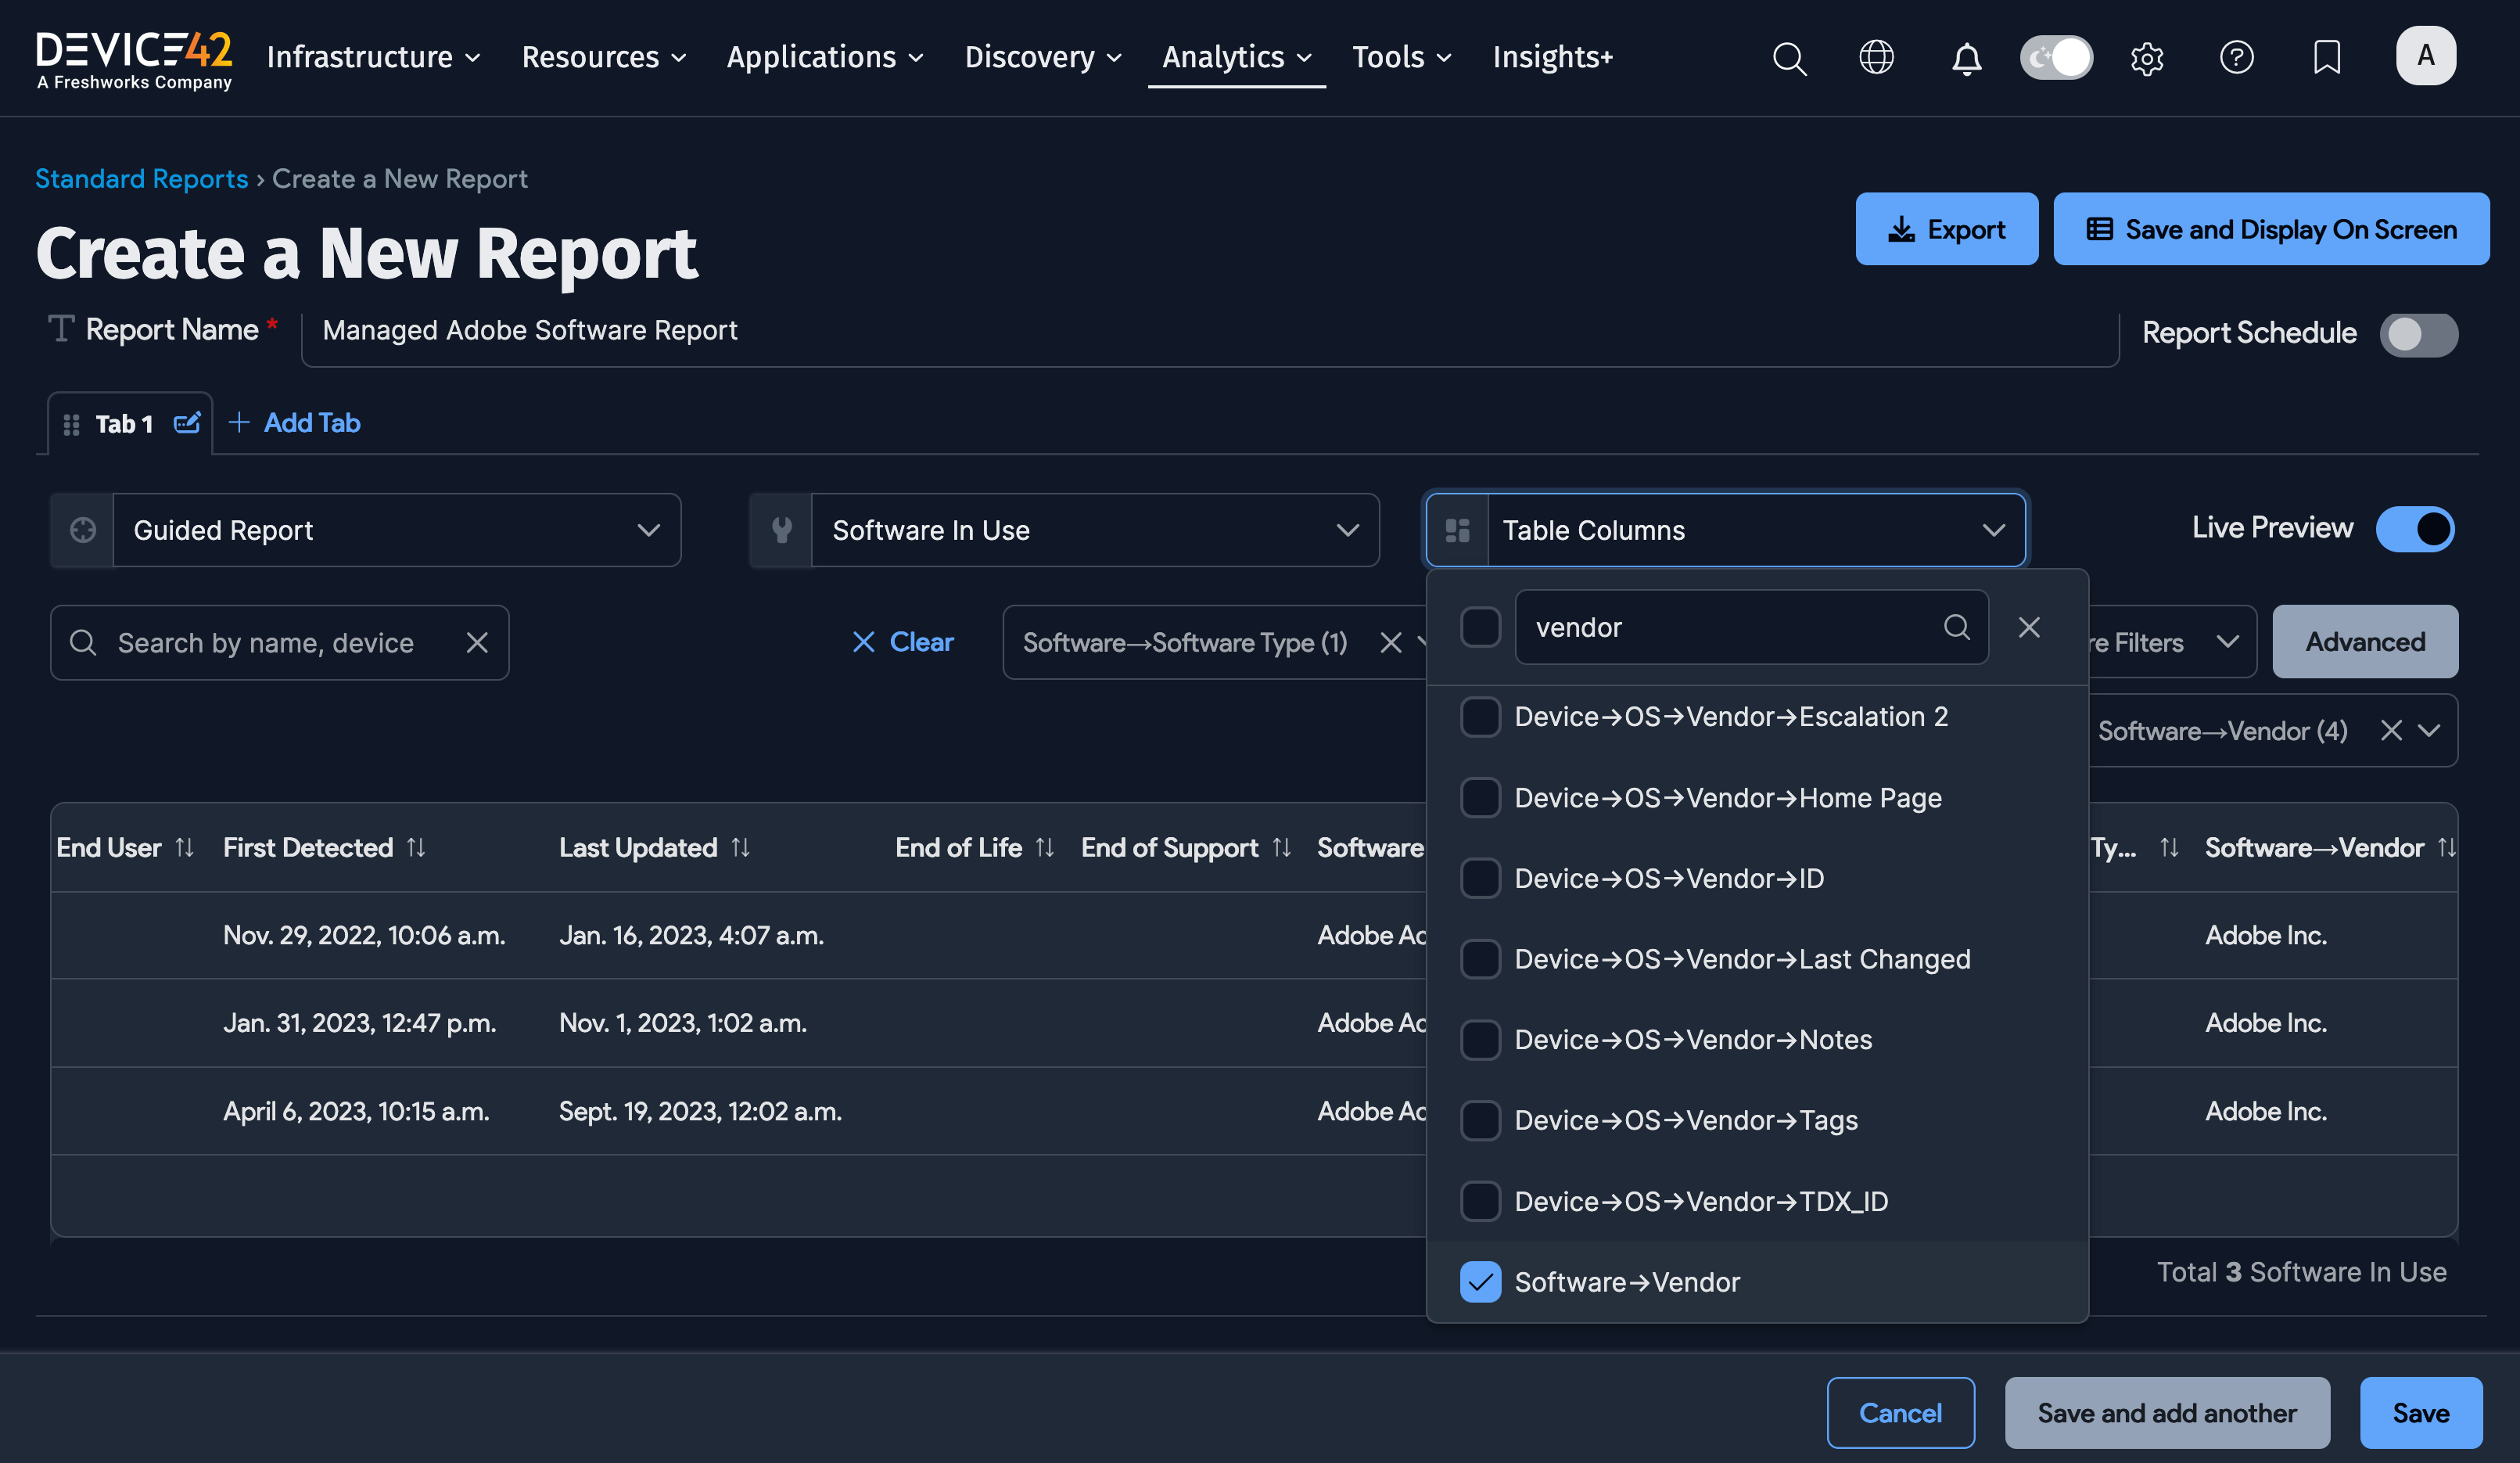 DEVICE42
A Freshworks Company
Infrastructure Resources Applications Discovery Analytics Tools Insights+
A
Standard Reports › Create a New Report
Create a New Report
Export
Save and Display On Screen
Report Name *
Managed Adobe Software Report
Report Schedule
Tab 1
+ Add Tab
Guided Report
Software In Use
Table Columns
Live Preview
Search by name, device
Clear
Software→Software Type (1)
vendor
Filters
Advanced
Software→Vendor (4)
Device→OS→Vendor→Escalation 2
Device→OS→Vendor→Home Page
Device→OS→Vendor→ID
Device→OS→Vendor→Last Changed
Device→OS→Vendor→Notes
Device→OS→Vendor→Tags
Device→OS→Vendor→TDX_ID
Software→Vendor
End User First Detected Last Updated End of Life End of Support Software Ty... Software→Vendor
Nov. 29, 2022, 10:06 a.m. Jan. 16, 2023, 4:07 a.m. Adobe Adobe Inc.
Jan. 31, 2023, 12:47 p.m. Nov. 1, 2023, 1:02 a.m. Adobe Adobe Inc.
April 6, 2023, 10:15 a.m. Sept. 19, 2023, 12:02 a.m. Adobe Adobe Inc.
Total 3 Software In Use
Cancel
Save and add another
Save